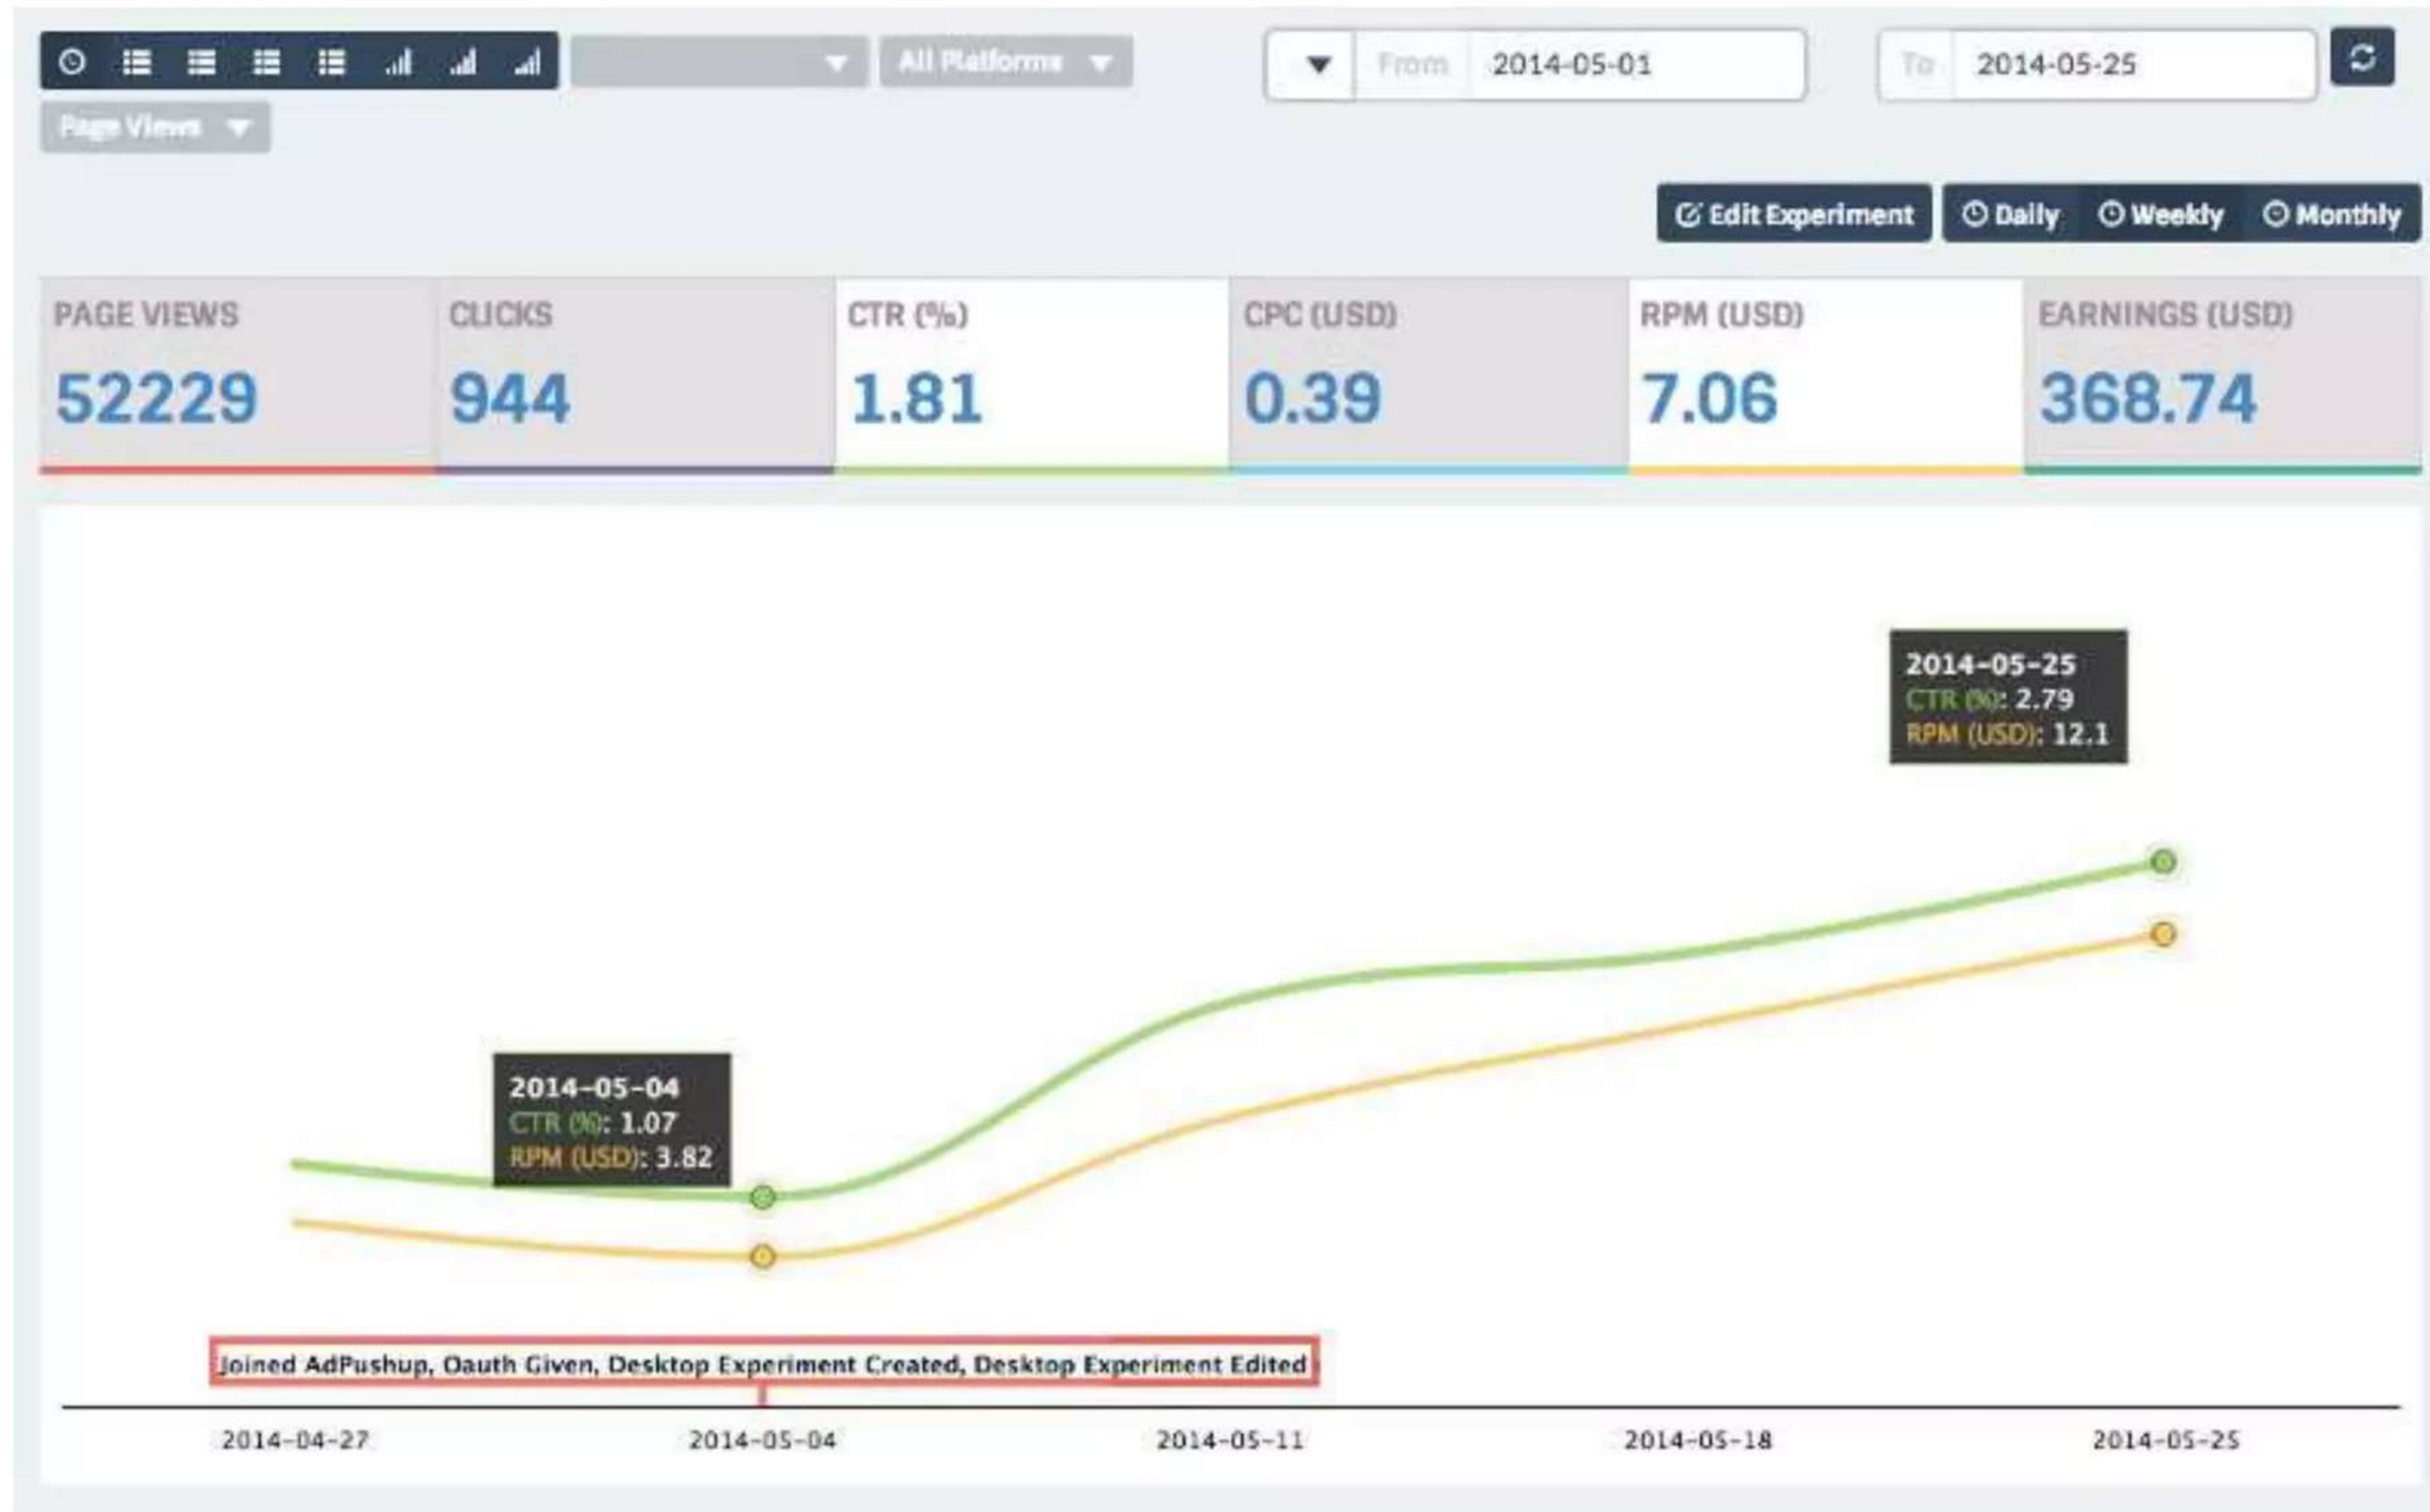 All Platforms
From 2014-05-01
To 2014-05-25
Page Views
Edit Experiment Daily Weekly Monthly
PAGE VIEWS CLICKS CTR (%) CPC (USD) RPM (USD) EARNINGS (USD)
52229 944 1.81 0.39 7.06 368.74
2014-05-25
CTR (%): 2.79
RPM (USD): 12.1
2014-05-04
CTR (%): 1.07
RPM (USD): 3.82
Joined AdPushup, Oauth Given, Desktop Experiment Created, Desktop Experiment Edited
2014-04-27 2014-05-04 2014-05-11 2014-05-18 2014-05-25